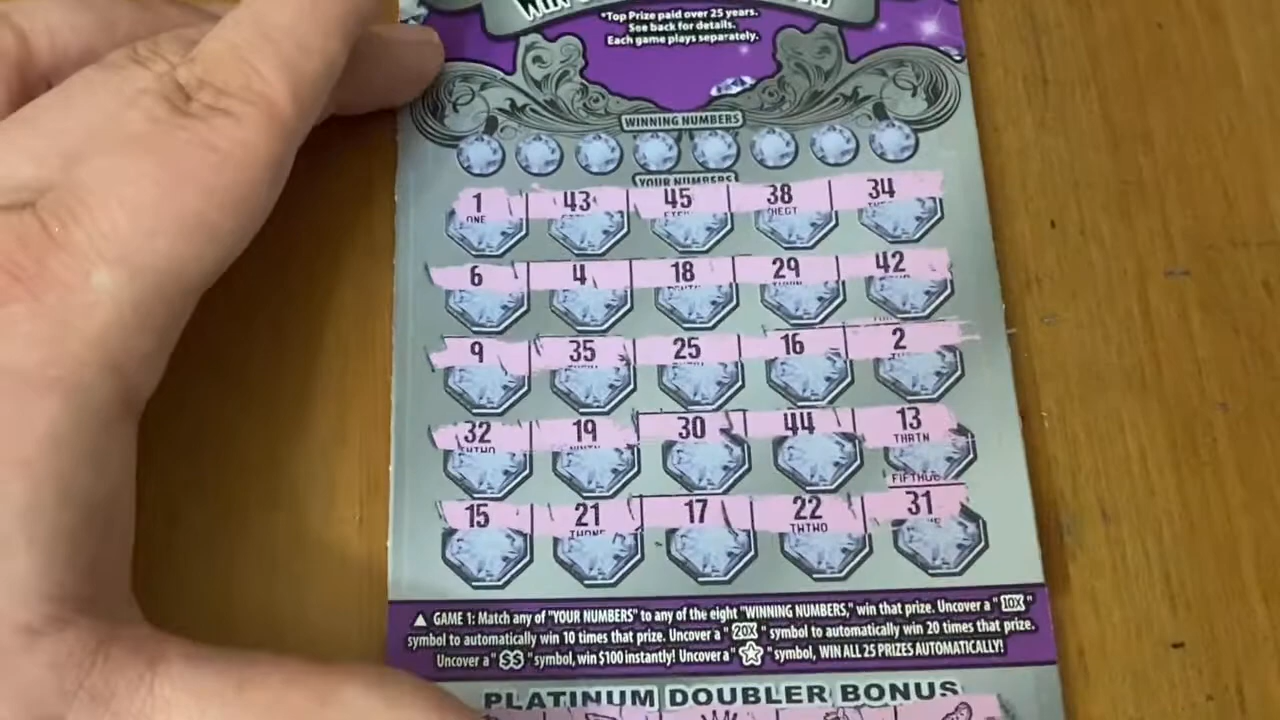 *Top Prize paid over 25 years.
See back for details.
Each game plays separately.
WINNING NUMBERS
YOUR NUMBERS
1 43 45 38 34
ONE
6 4 18 29 42
9 35 25 16 2
32 19 30 44 13
THRTN
15 21 17 22 31
TWONE TWTWO
▲ GAME 1: Match any of "YOUR NUMBERS" to any of the eight "WINNING NUMBERS," win that prize. Uncover a "10X"
symbol to automatically win 10 times that prize. Uncover a "20X" symbol to automatically win 20 times that prize.
Uncover a "$$" symbol, win $100 instantly! Uncover a "☆" symbol, WIN ALL 25 PRIZES AUTOMATICALLY!
PLATINUM DOUBLER BONUS